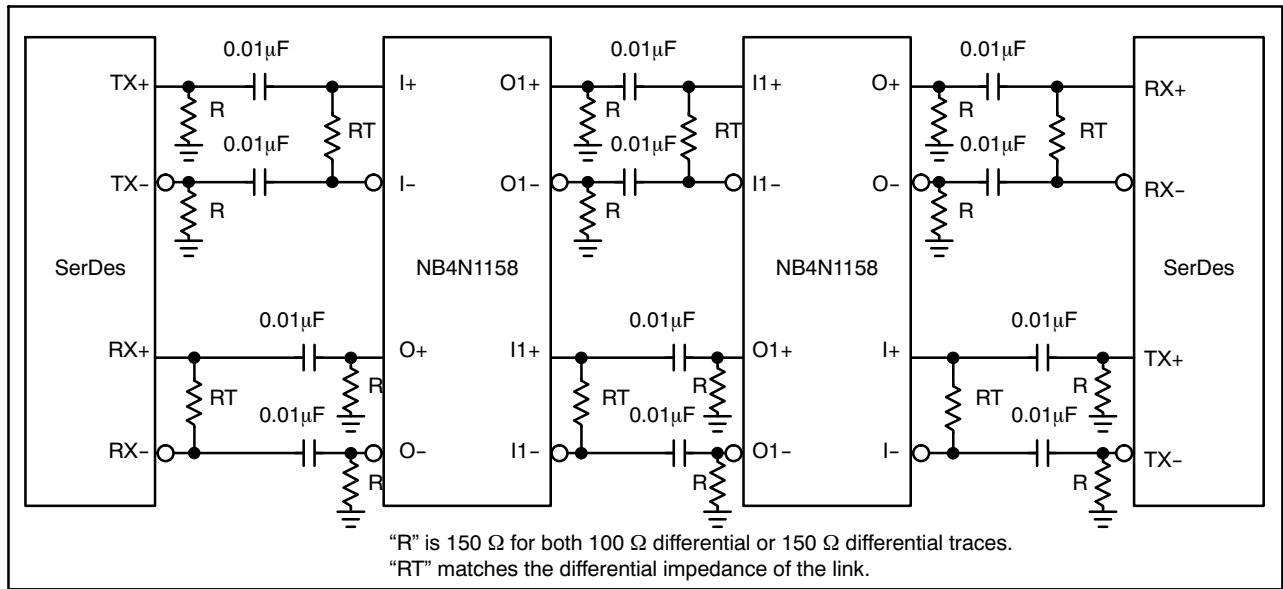 0.01μF 0.01μF 0.01μF
TX+ I+ O1+ I1+ O+ RX+
R RT R RT R RT
0.01μF 0.01μF 0.01μF
TX− I− O1− I1− O− RX−
R R R
SerDes NB4N1158 NB4N1158 SerDes
0.01μF 0.01μF 0.01μF
RX+ O+ I1+ O1+ I+ TX+
RT R RT R RT R
0.01μF 0.01μF 0.01μF
RX− O− I1− O1− I− TX−
R R R
“R” is 150 Ω for both 100 Ω differential or 150 Ω differential traces.
“RT” matches the differential impedance of the link.